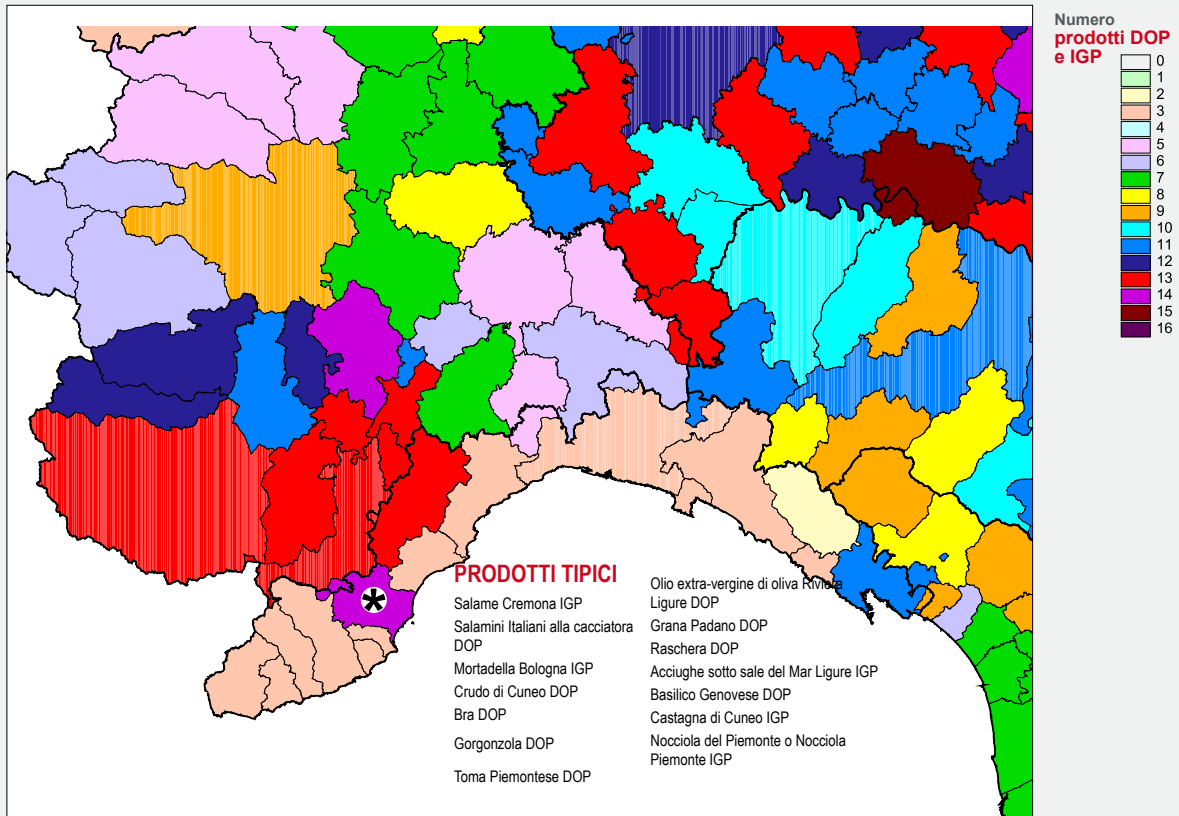 Numero
prodotti DOP
e IGP
0
1
2
3
4
5
6
7
8
9
10
11
12
13
14
15
16
*
PRODOTTI TIPICI
Salame Cremona IGP
Salamini Italiani alla cacciatora
DOP
Mortadella Bologna IGP
Crudo di Cuneo DOP
Bra DOP
Gorgonzola DOP
Toma Piemontese DOP
Olio extra-vergine di oliva Riviera
Ligure DOP
Grana Padano DOP
Raschera DOP
Acciughe sotto sale del Mar Ligure IGP
Basilico Genovese DOP
Castagna di Cuneo IGP
Nocciola del Piemonte o Nocciola
Piemonte IGP